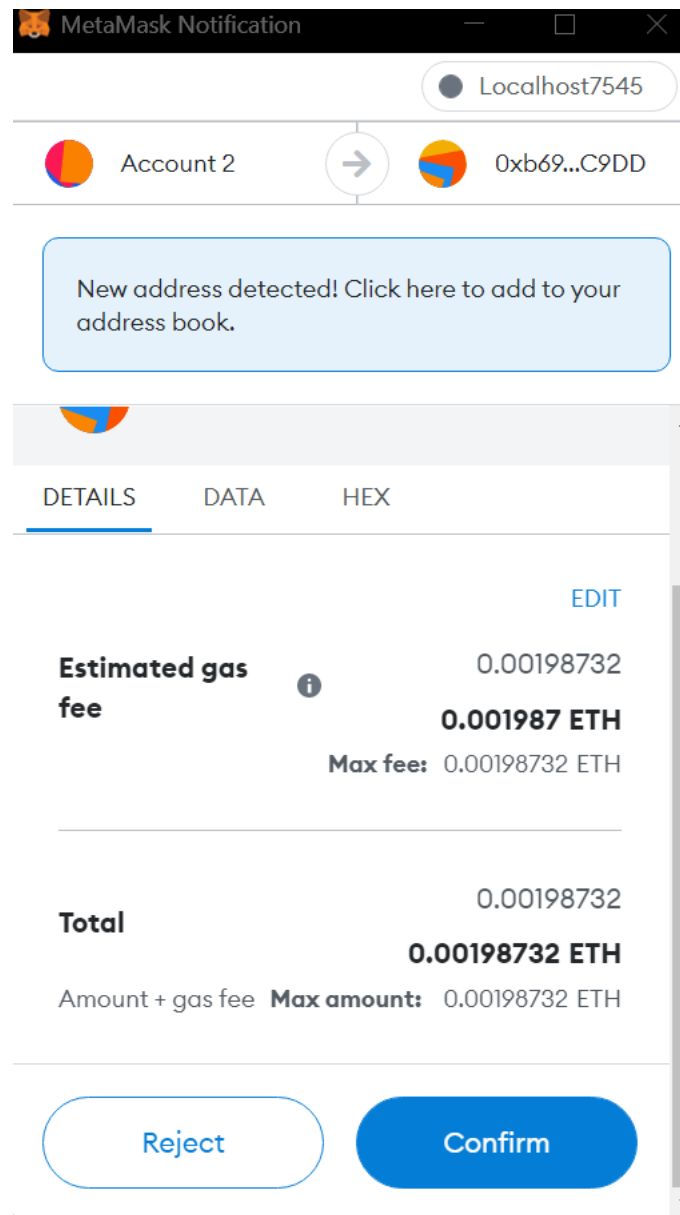 MetaMask Notification
Localhost7545
Account 2
0xb69...C9DD
New address detected! Click here to add to your
address book.
DETAILS DATA HEX
EDIT
Estimated gas
fee
0.00198732
0.001987 ETH
Max fee: 0.00198732 ETH
Total
0.00198732
0.00198732 ETH
Amount + gas fee Max amount: 0.00198732 ETH
Reject Confirm